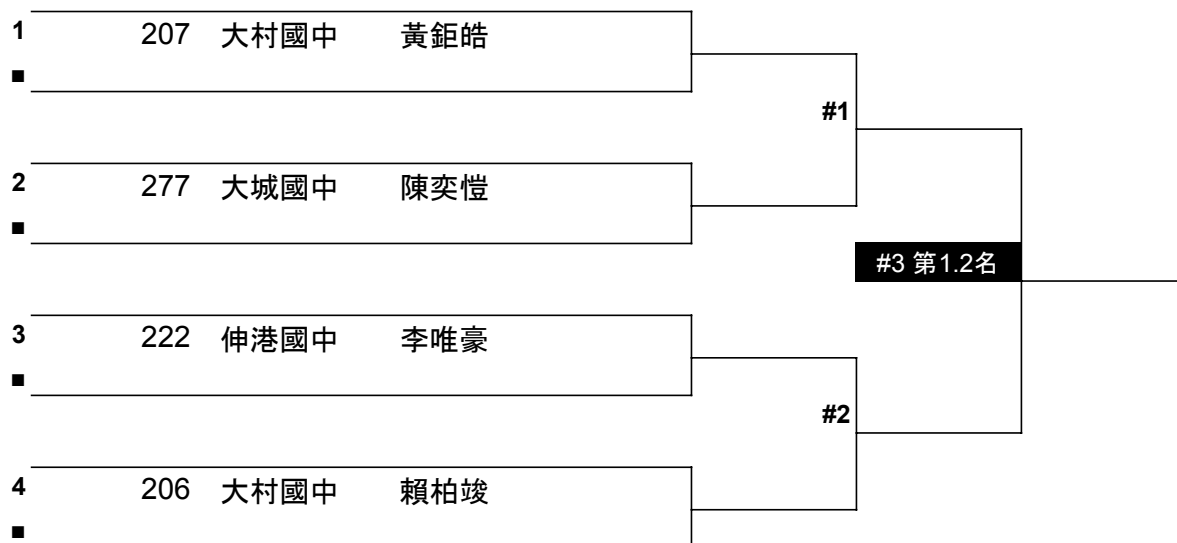 1 207 大村國中 黃鉅皓
■
#1
2 277 大城國中 陳奕愷
■
#3 第1.2名
3 222 伸港國中 李唯豪
■
#2
4 206 大村國中 賴柏竣
■